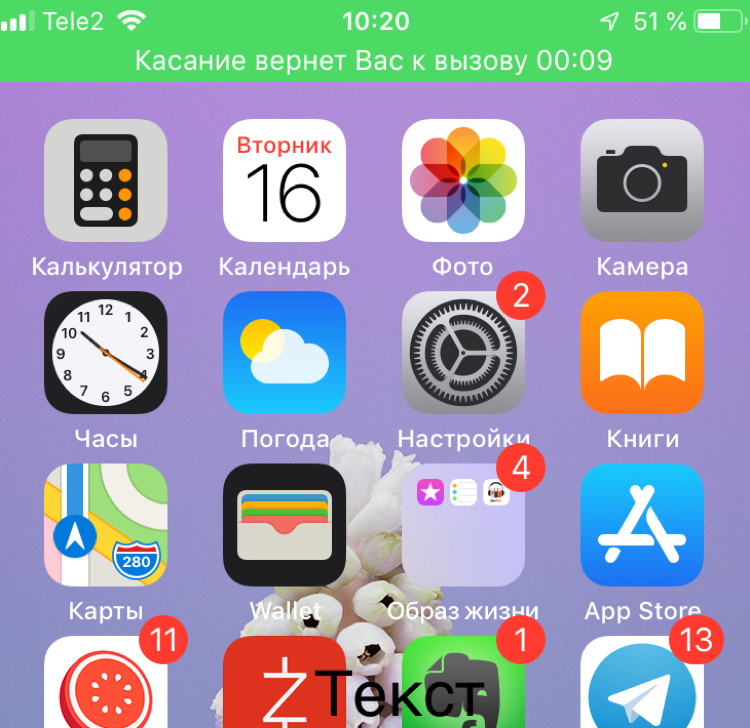 Tele2 10:20 51 %
Касание вернет Вас к вызову 00:09
Вторник
16
Калькулятор Календарь Фото Камера
12 1 2 3 4 5 6 7 8 9 10 11
2
Часы Погода Настройки Книги
4
280
Карты Wallet Образ жизни App Store
11 1 13
Текст